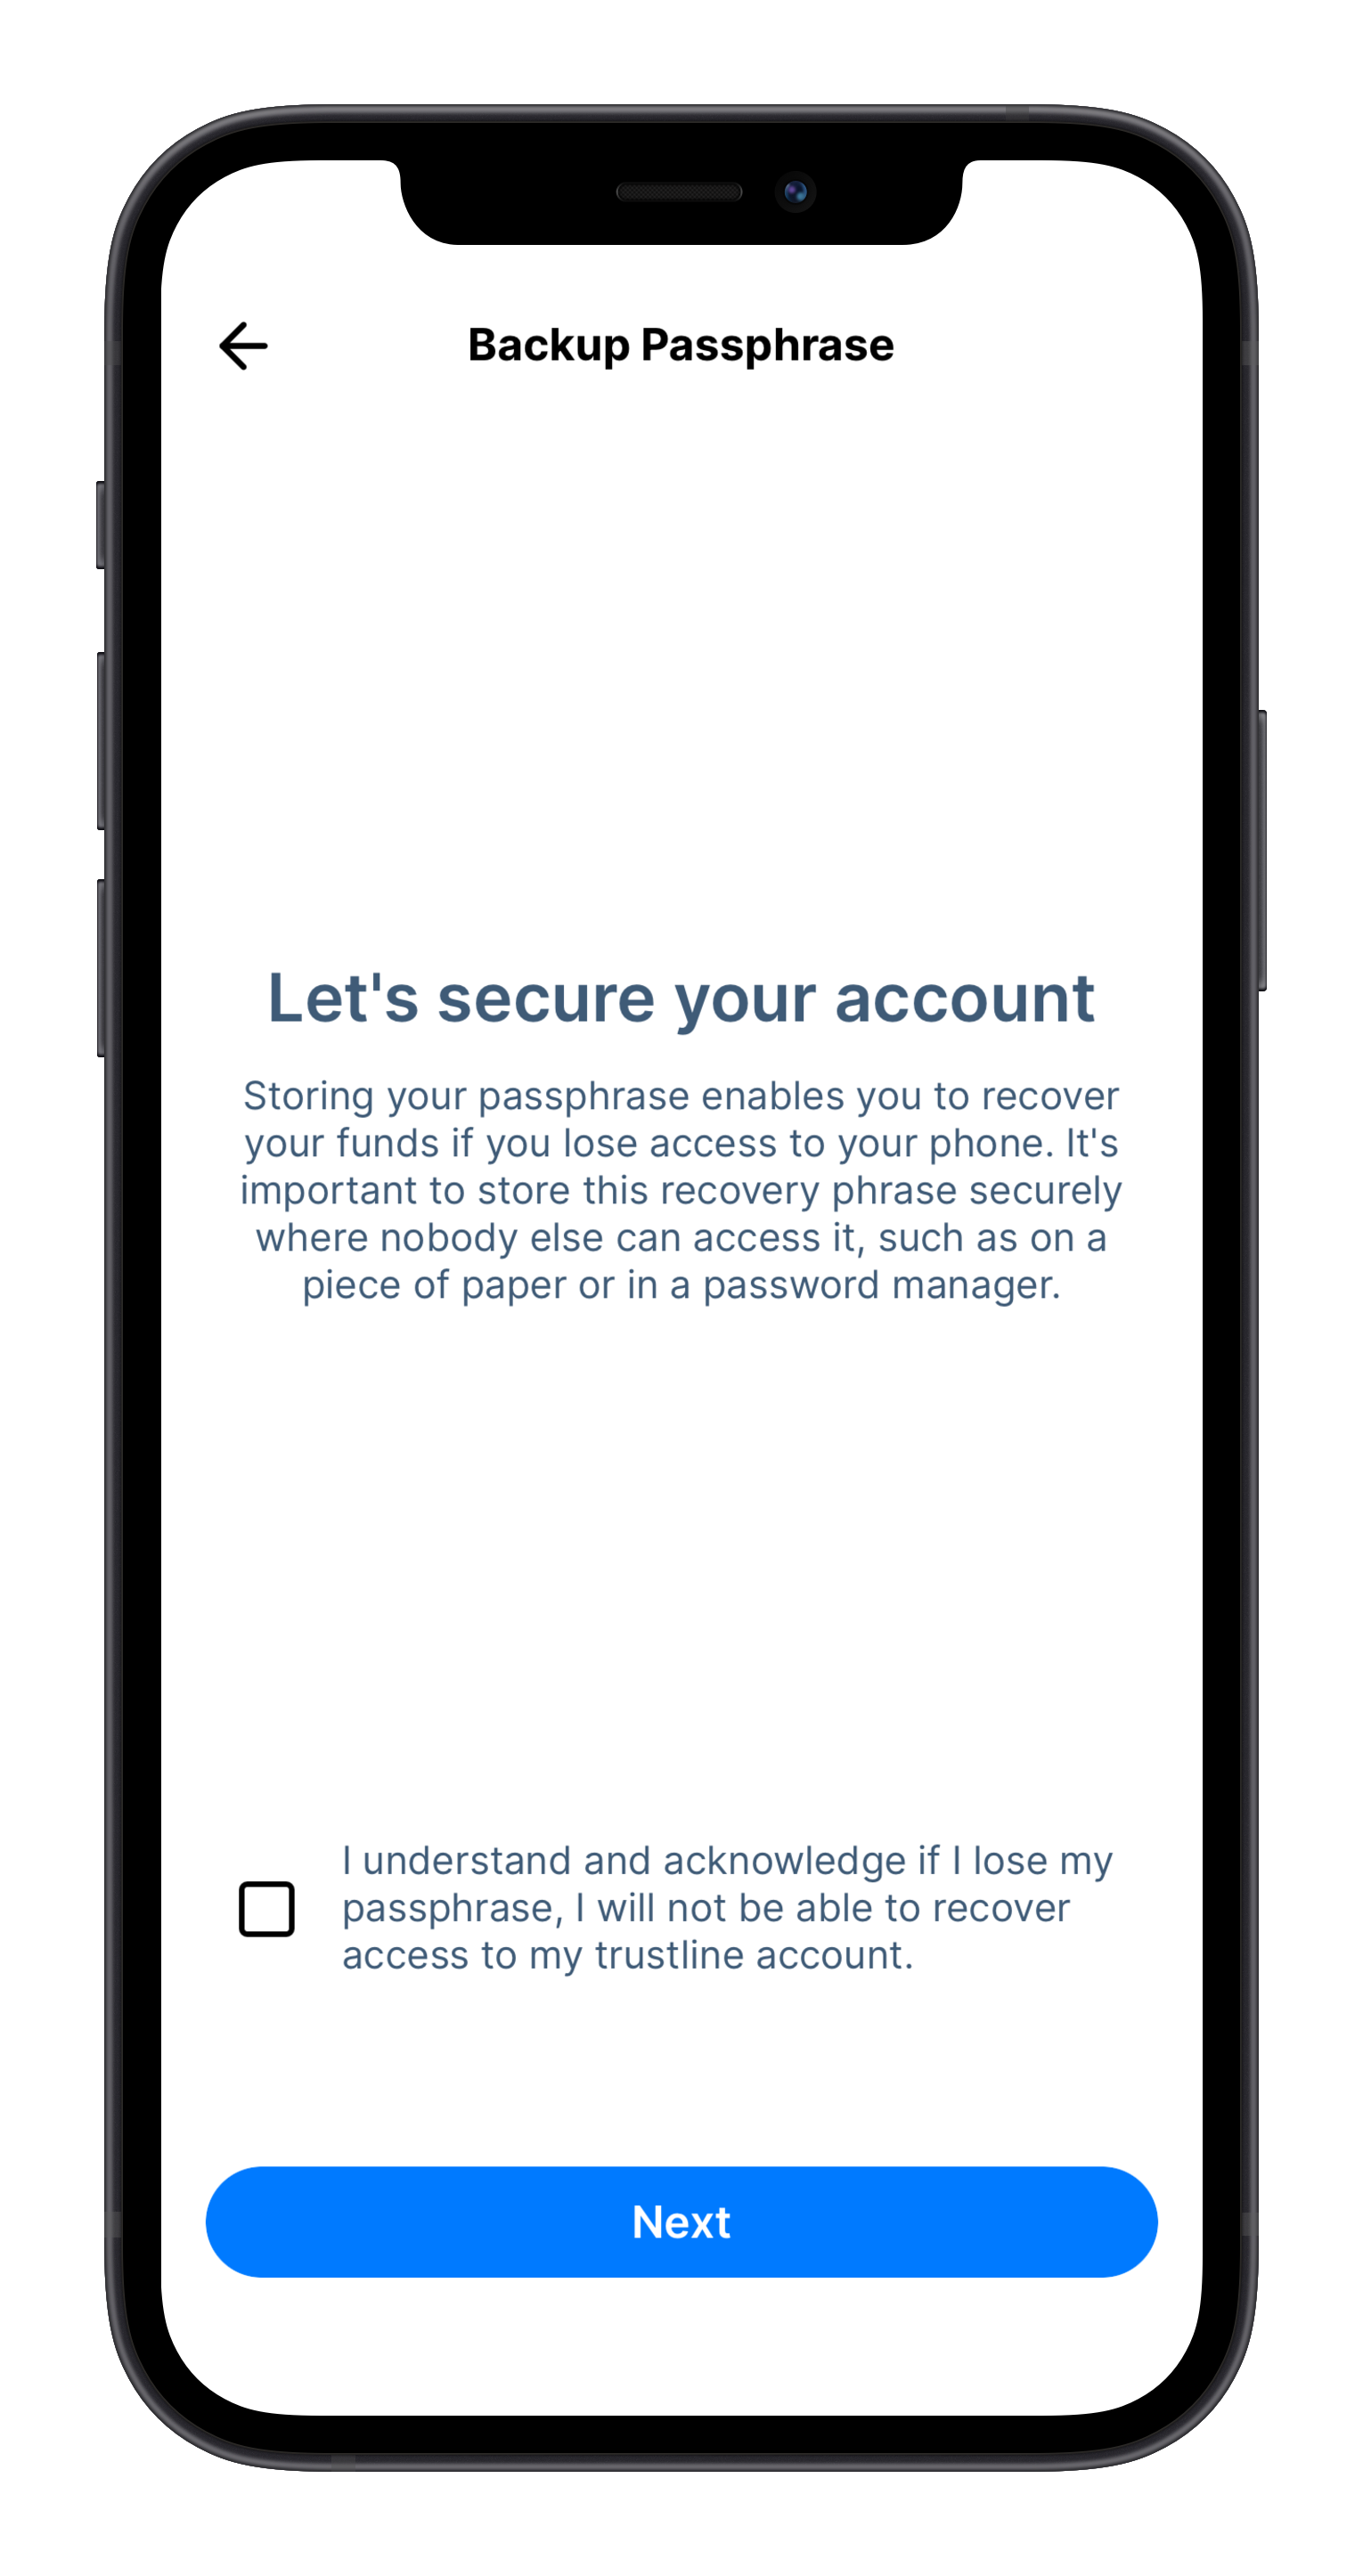 Backup Passphrase
Let's secure your account
Storing your passphrase enables you to recover
your funds if you lose access to your phone. It's
important to store this recovery phrase securely
where nobody else can access it, such as on a
piece of paper or in a password manager.
I understand and acknowledge if I lose my
passphrase, I will not be able to recover
access to my trustline account.
Next